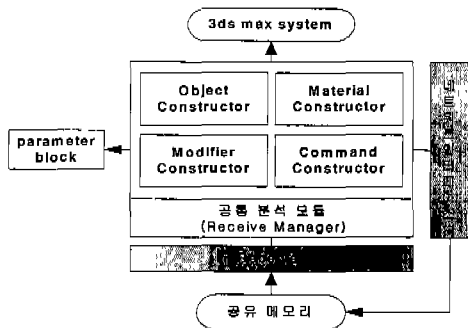 3ds max system
Object
Constructor
Material
Constructor
parameter
block
Modifier
Constructor
Command
Constructor
공통 분석 모듈
(Receive Manager)
공유 메모리